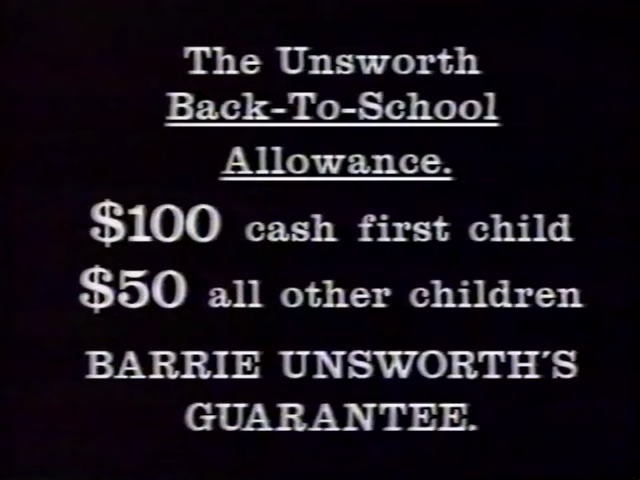 The Unsworth
Back-To-School
Allowance.
$100 cash first child
$50 all other children
BARRIE UNSWORTH'S
GUARANTEE.